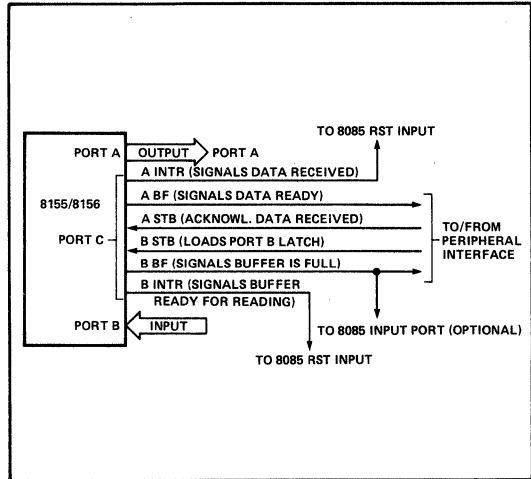 TO 8085 RST INPUT
PORT A OUTPUT PORT A
A INTR (SIGNALS DATA RECEIVED)
A BF (SIGNALS DATA READY)
8155/8156
A STB (ACKNOWL. DATA RECEIVED)
PORT C
B STB (LOADS PORT B LATCH)
TO/FROM
PERIPHERAL
INTERFACE
B BF (SIGNALS BUFFER IS FULL)
B INTR (SIGNALS BUFFER
READY FOR READING)
PORT B INPUT
TO 8085 INPUT PORT (OPTIONAL)
TO 8085 RST INPUT